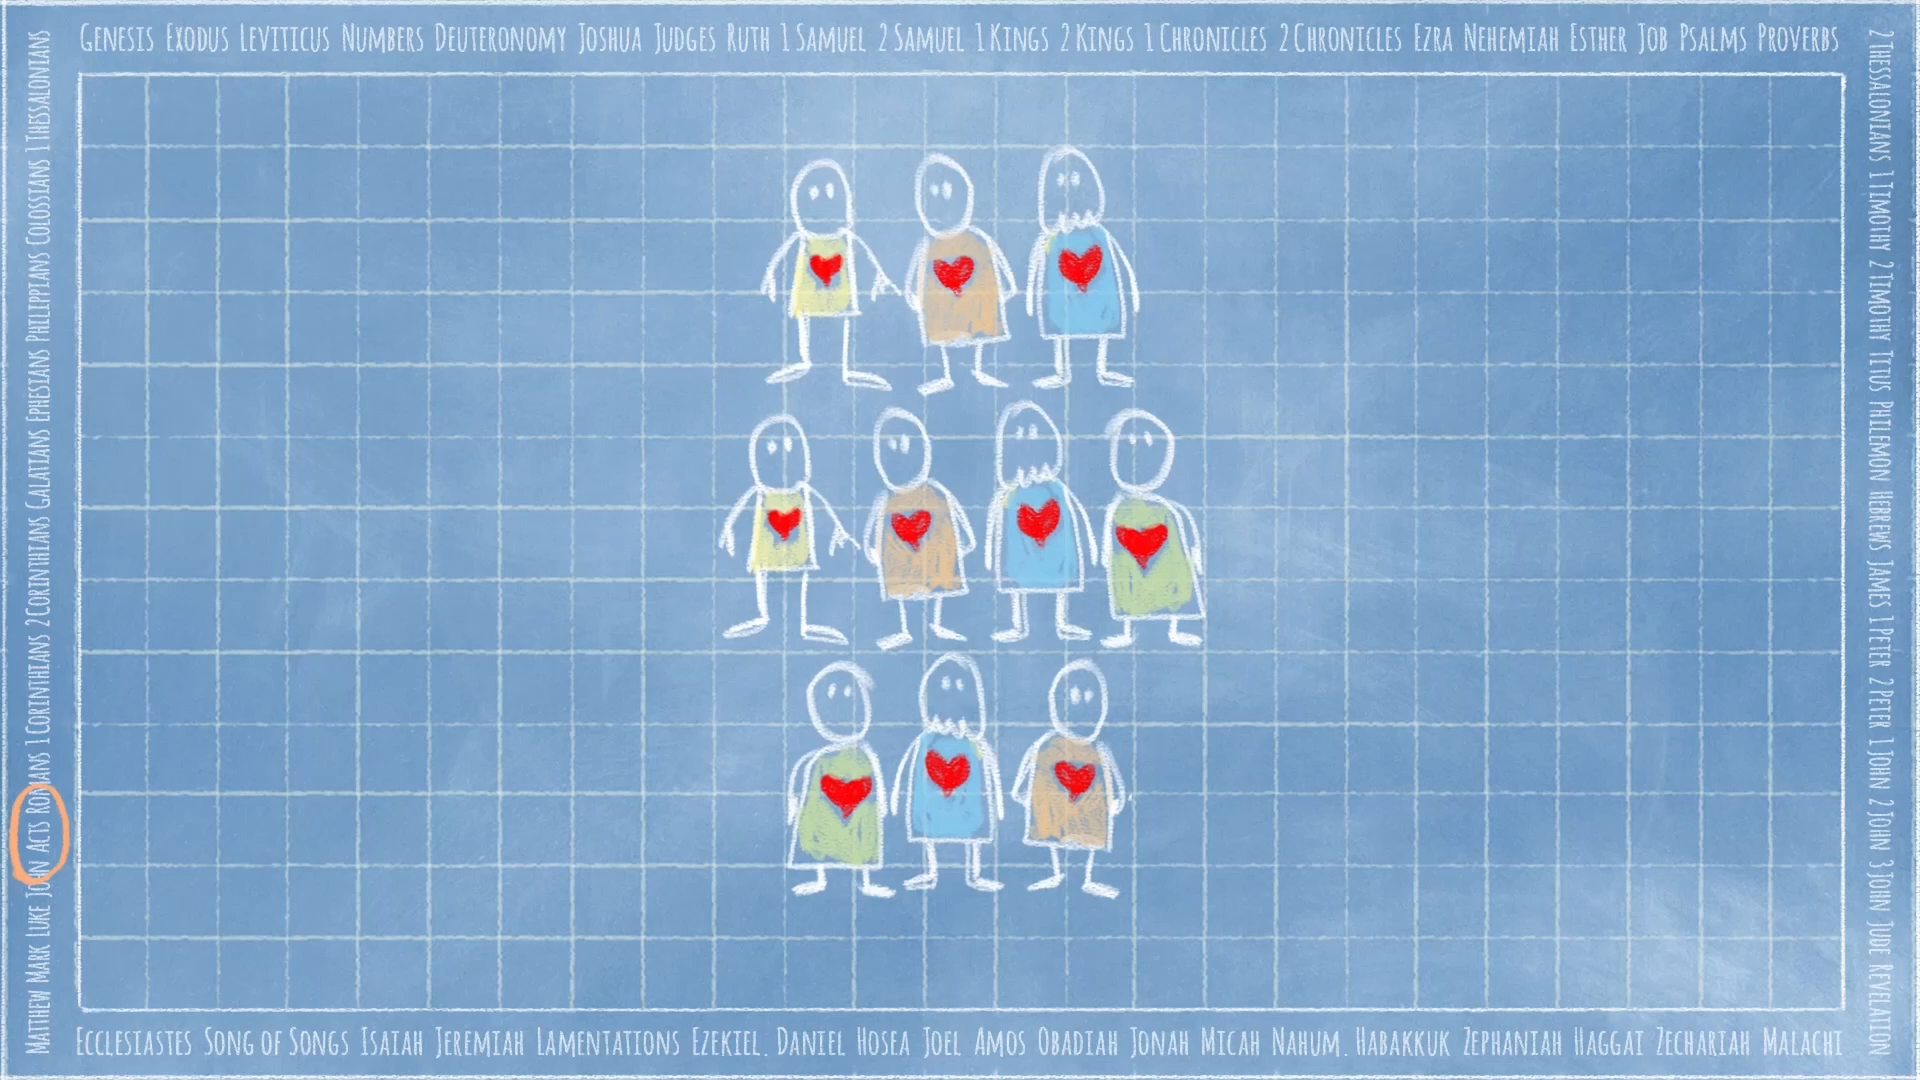 Genesis Exodus Leviticus Numbers Deuteronomy Joshua Judges Ruth 1 Samuel 2 Samuel 1 Kings 2 Kings 1 Chronicles 2 Chronicles Ezra Nehemiah Esther Job Psalms Proverbs
Ecclesiastes Song of Songs Isaiah Jeremiah Lamentations Ezekiel. Daniel Hosea Joel Amos Obadiah Jonah Micah Nahum. Habakkuk Zephaniah Haggai Zechariah Malachi
Matthew Mark Luke John Acts Romans 1 Corinthians 2 Corinthians Galatians Ephesians Philippians Colossians 1 Thessalonians
2 Thessalonians 1 Timothy 2 Timothy Titus Philemon Hebrews James 1 Peter 2 Peter 1 John 2 John 3 John Jude Revelation